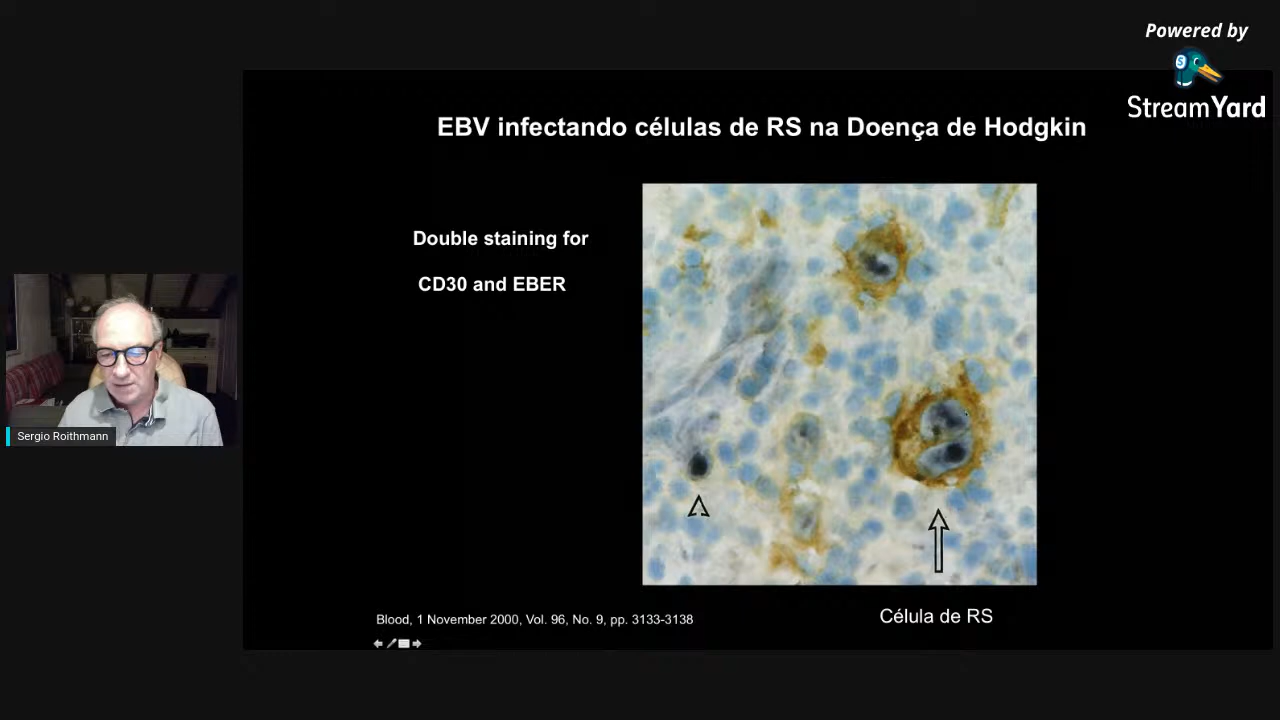 Powered by
StreamYard
EBV infectando células de RS na Doença de Hodgkin
Double staining for
CD30 and EBER
Sergio Roithmann
Célula de RS
Blood, 1 November 2000, Vol. 96, No. 9, pp. 3133-3138